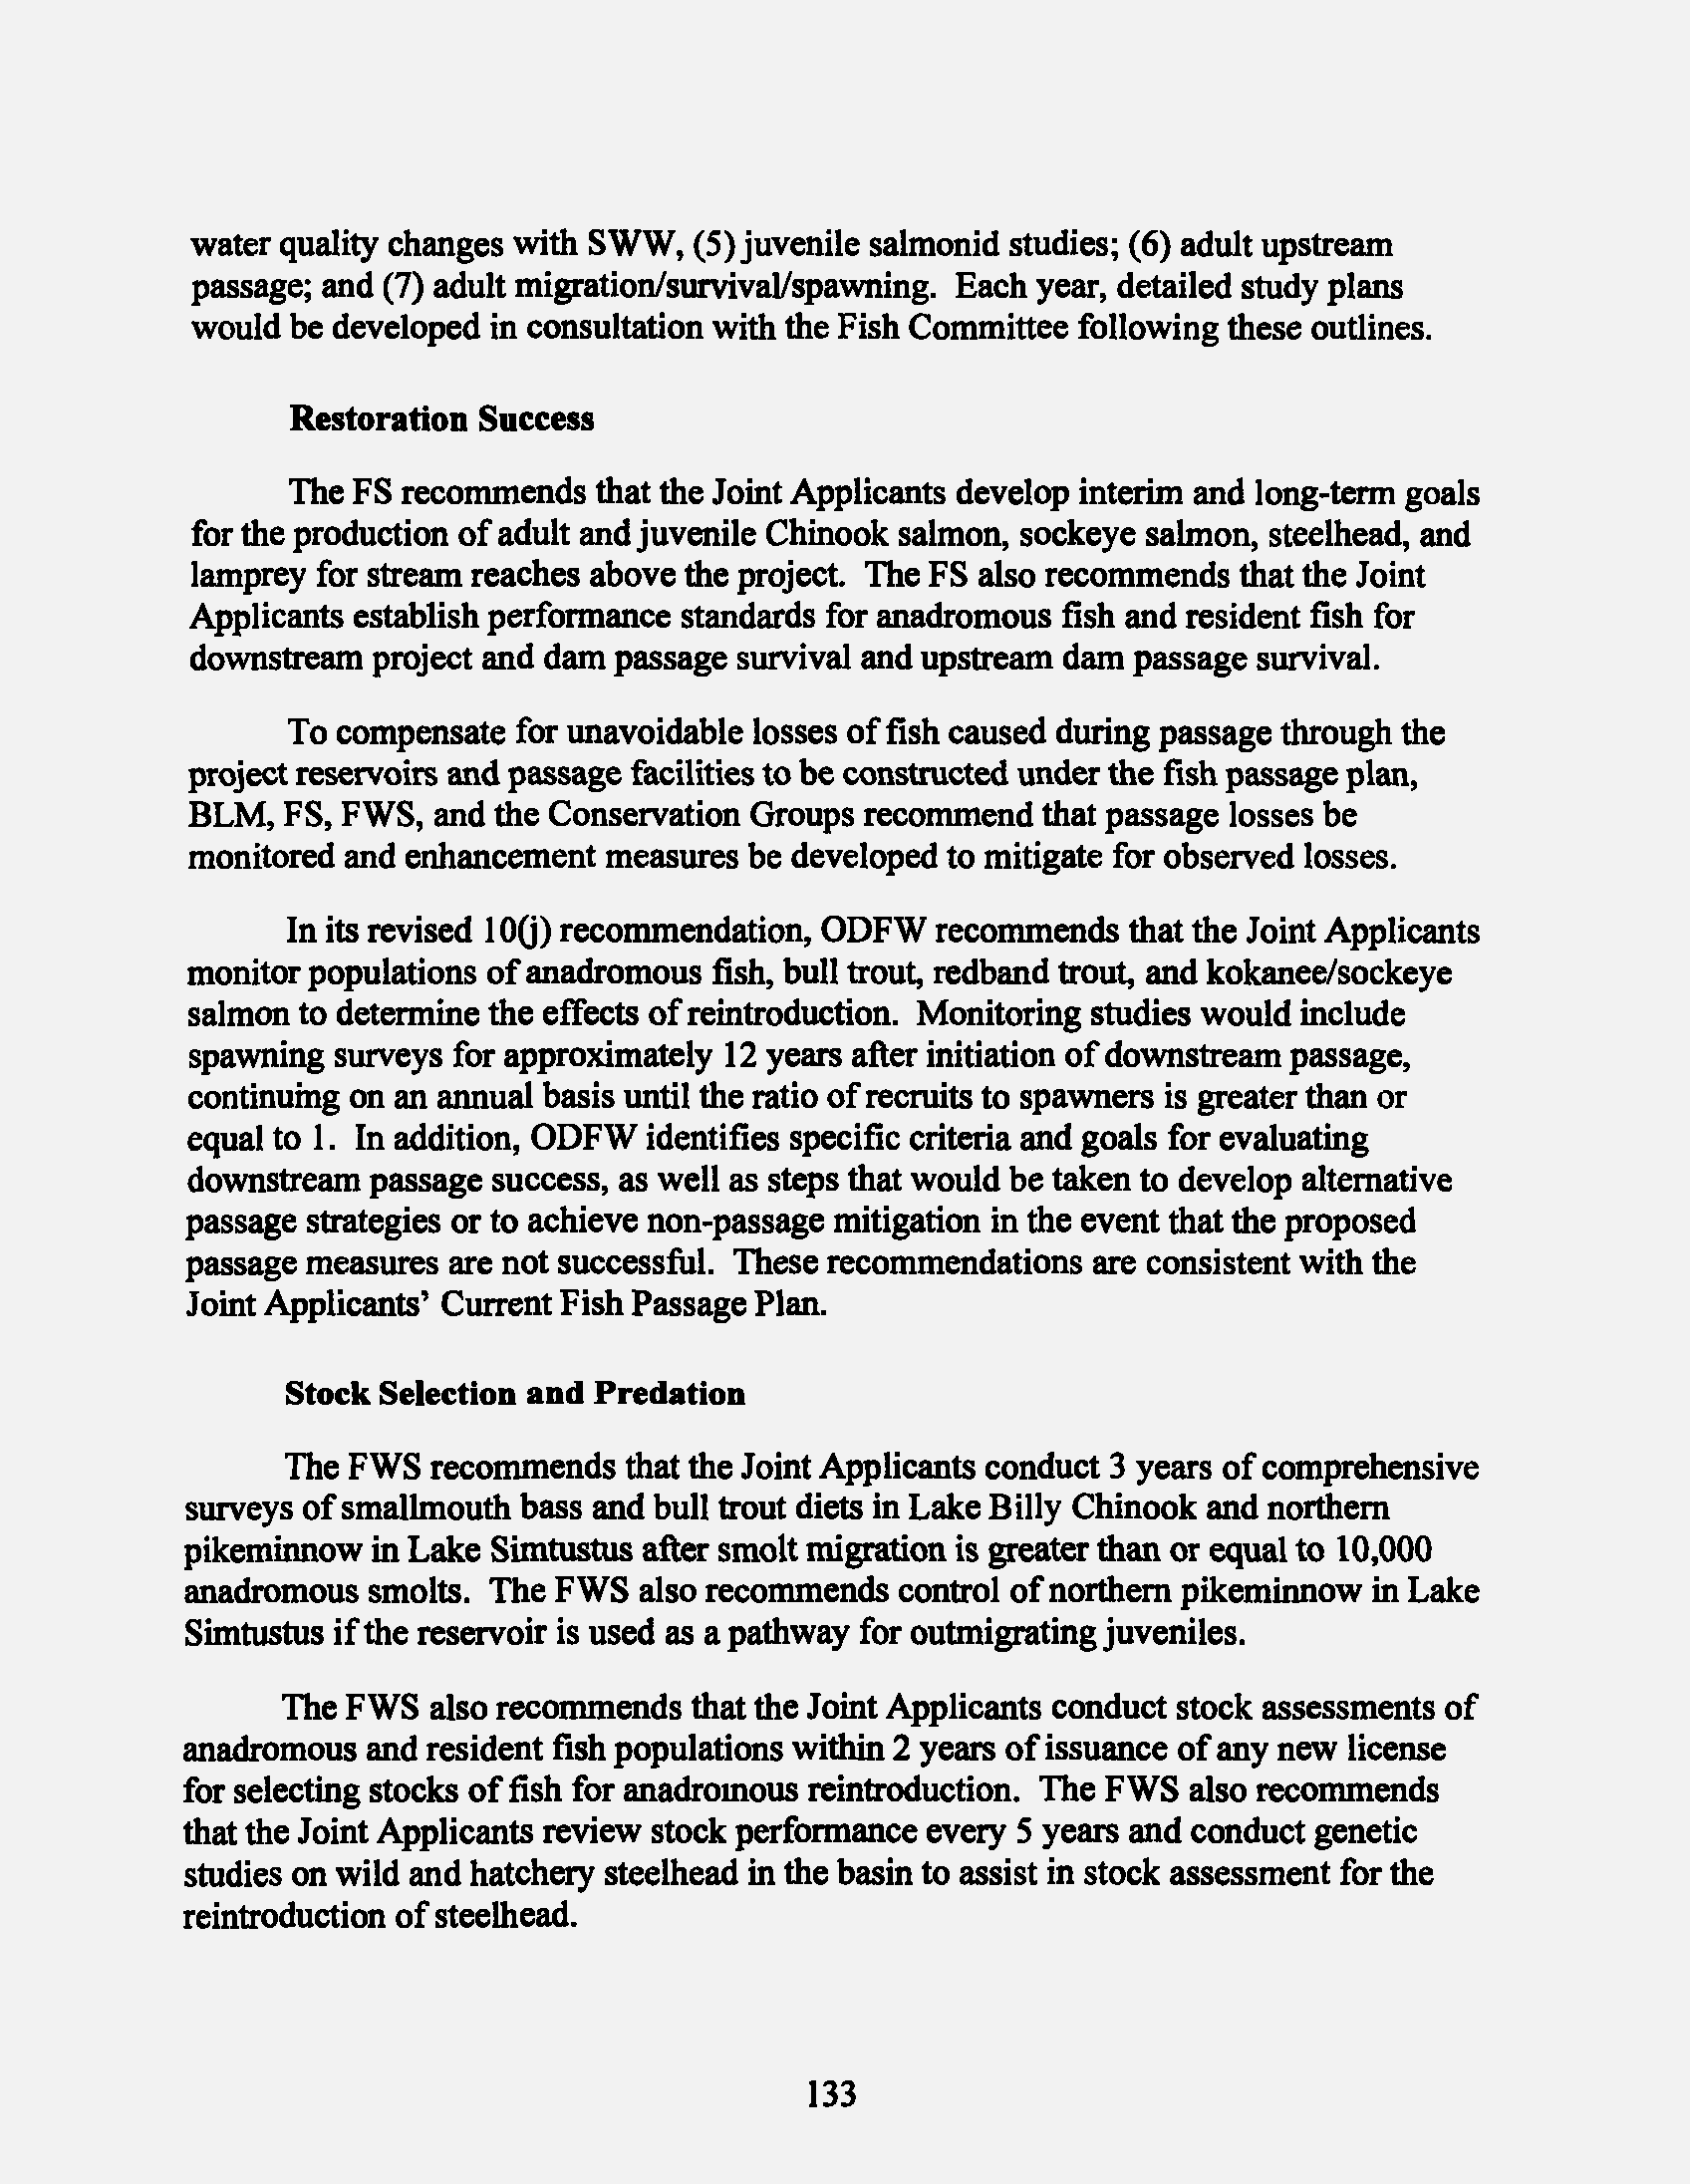 water quality changes with SWW, (5) juvenile salmonid studies; (6) adult upstream
passage; and (7) adult migration/survival/spawning. Each year, detailed study plans
would be developed in consultation with the Fish Committee following these outlines.
Restoration Success
The FS recommends that the Joint Applicants develop interim and long-term goals
for the production of adult and juvenile Chinook salmon, sockeye salmon, steelhead, and
lamprey for stream reaches above the project. The FS also recommends that the Joint
Applicants establish performance standards for anadromous fish and resident fish for
downstream project and dam passage survival and upstream dam passage survival.
To compensate for unavoidable losses of fish caused during passage through the
project reservoirs and passage facilities to be constructed under the fish passage plan,
BLM, FS, FWS, and the Conservation Groups recommend that passage losses be
monitored and enhancement measures be developed to mitigate for observed losses.
In its revised 10(j) recommendation, ODFW recommends that the Joint Applicants
monitor populations of anadromous fish, bull trout, redband trout, and kokanee/sockeye
salmon to determine the effects of reintroduction. Monitoring studies would include
spawning surveys for approximately 12 years after initiation of downstream passage,
continuing on an annual basis until the ratio of recruits to spawners is greater than or
equal to 1. In addition, ODFW identifies specific criteria and goals for evaluating
downstream passage success, as well as steps that would be taken to develop alternative
passage strategies or to achieve non-passage mitigation in the event that the proposed
passage measures are not successful. These recommendations are consistent with the
Joint Applicants' Current Fish Passage Plan.
Stock Selection and Predation
The FWS recommends that the Joint Applicants conduct 3 years of comprehensive
surveys of smallmouth bass and bull trout diets in Lake Billy Chinook and northern
pikeminnow in Lake Simtustus after smolt migration is greater than or equal to 10,000
anadromous smolts. The FWS also recommends control of northern pikeminnow in Lake
Simtustus if the reservoir is used as a pathway for outmigrating juveniles.
The FWS also recommends that the Joint Applicants conduct stock assessments of
anadromous and resident fish populations within 2 years of issuance of any new license
for selecting stocks of fish for anadromous reintroduction. The FWS also recommends
that the Joint Applicants review stock performance every 5 years and conduct genetic
studies on wild and hatchery steelhead in the basin to assist in stock assessment for the
reintroduction of steelhead.
133